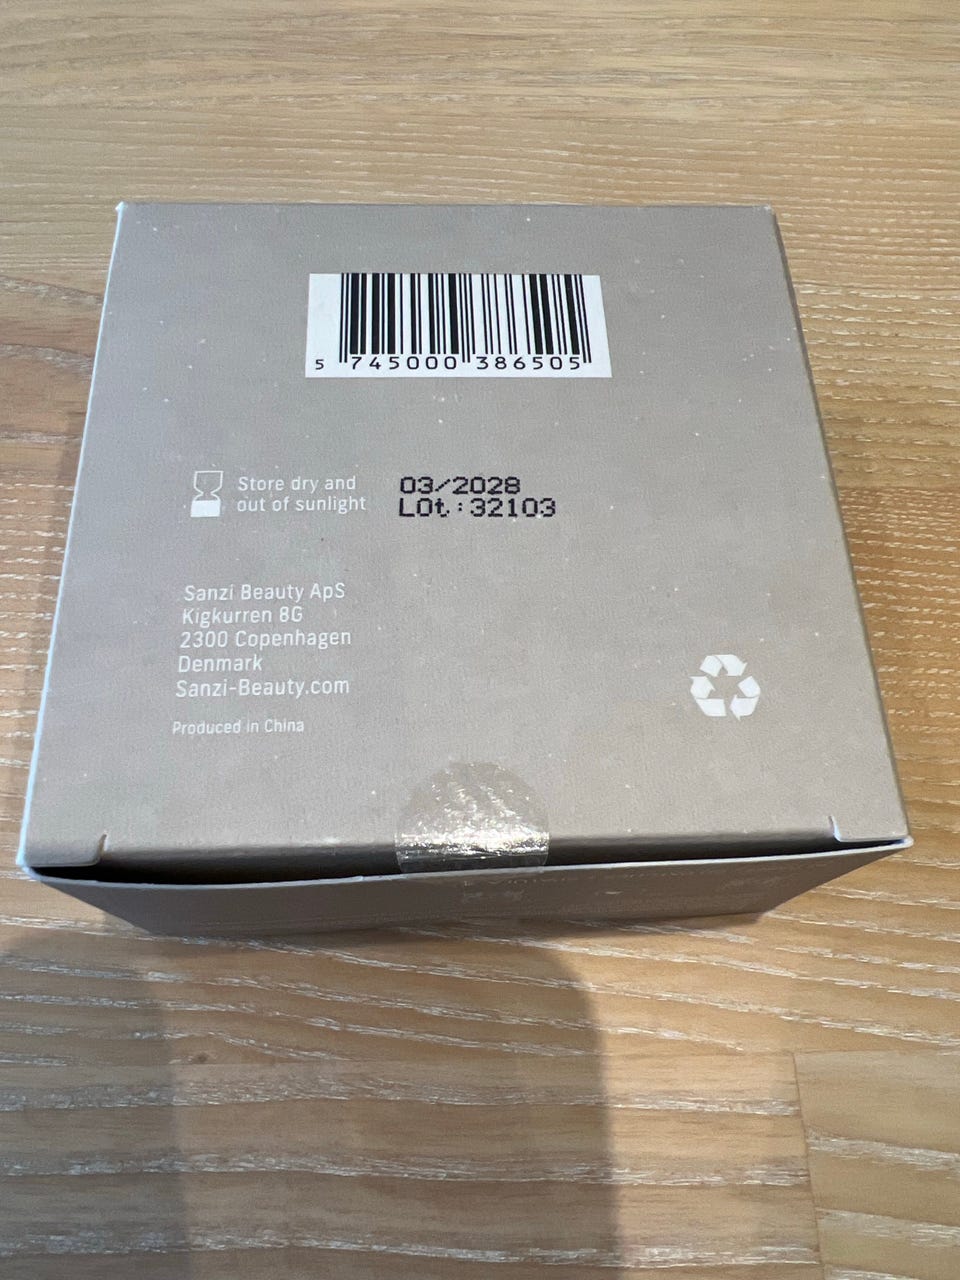 5 745000 386505
Store dry and
out of sunlight
03/2028
LOt:32103
Sanzi Beauty ApS
Kigkurren 8G
2300 Copenhagen
Denmark
Sanzi-Beauty.com
Produced in China